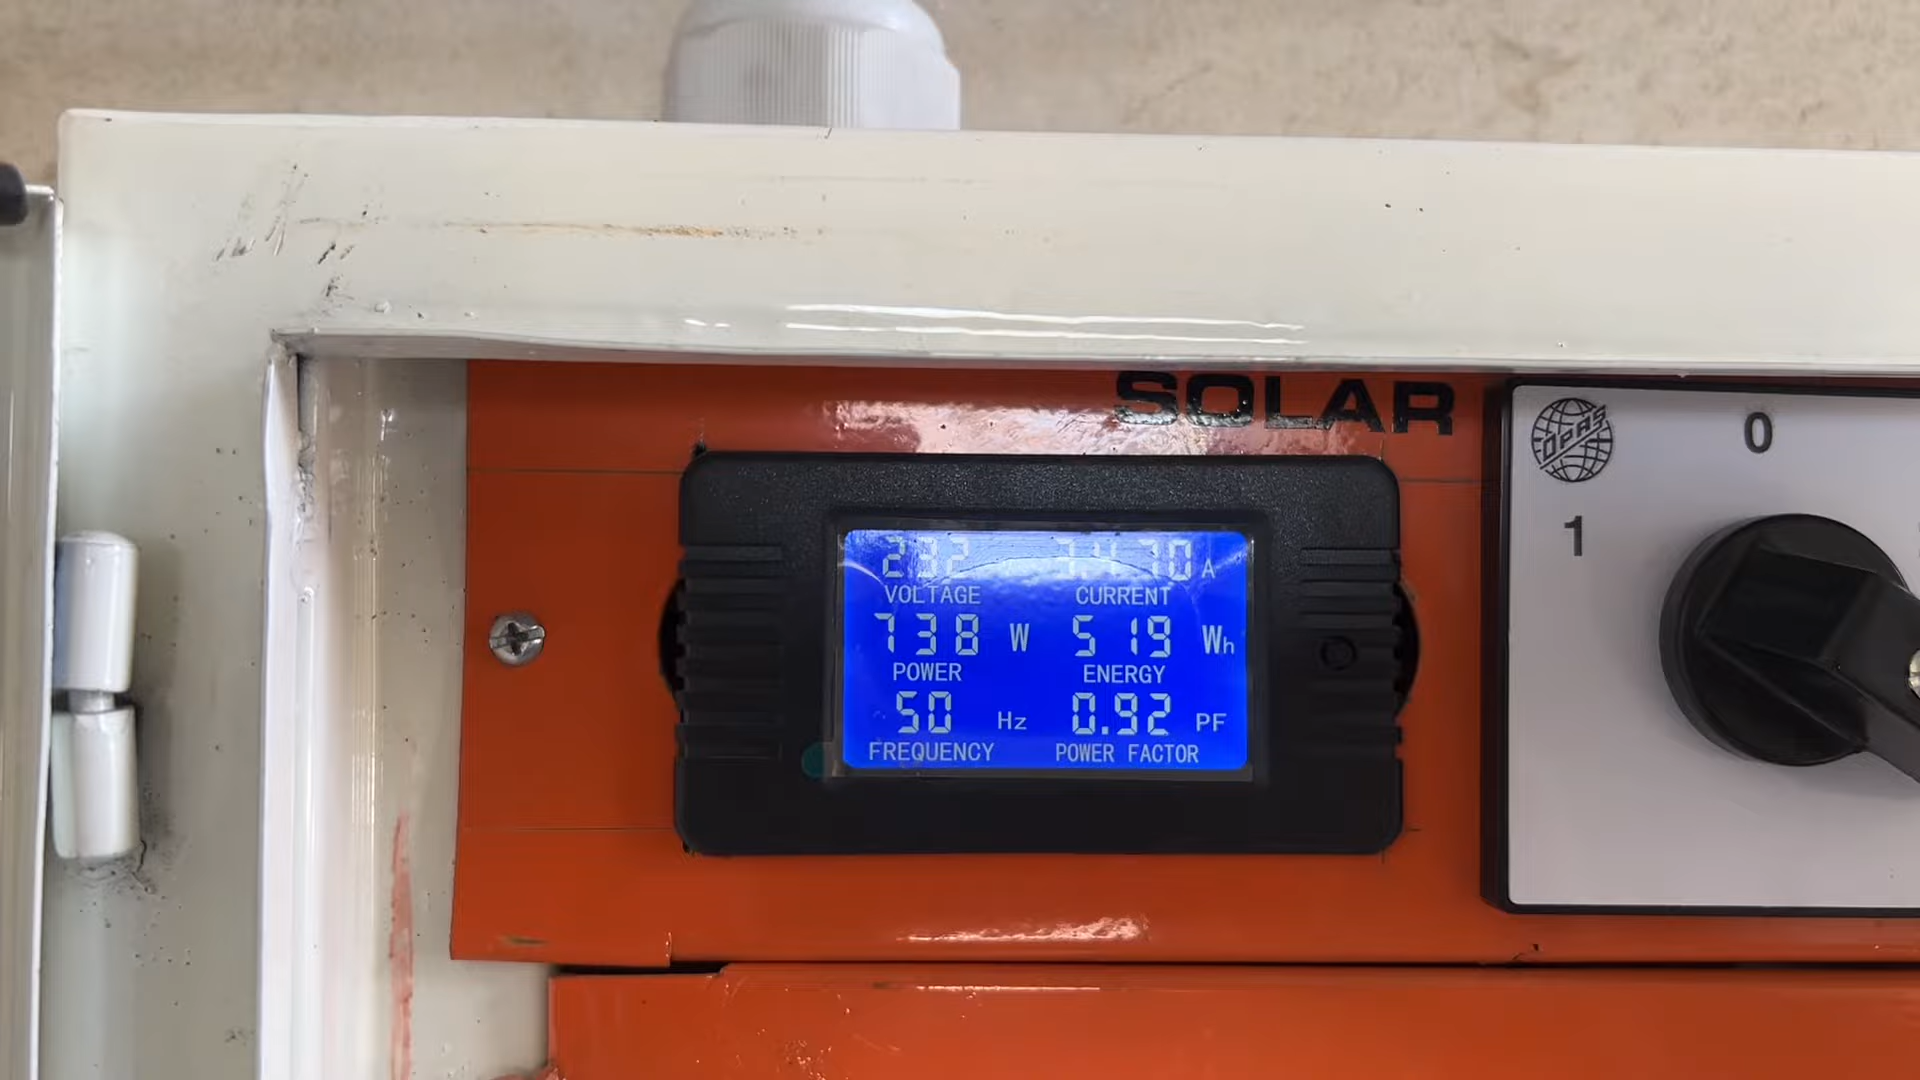 SOLAR
OPAS
0
1
232
A
VOLTAGE
CURRENT
738 W
519 Wh
POWER
ENERGY
50 Hz
0.92 PF
FREQUENCY
POWER FACTOR